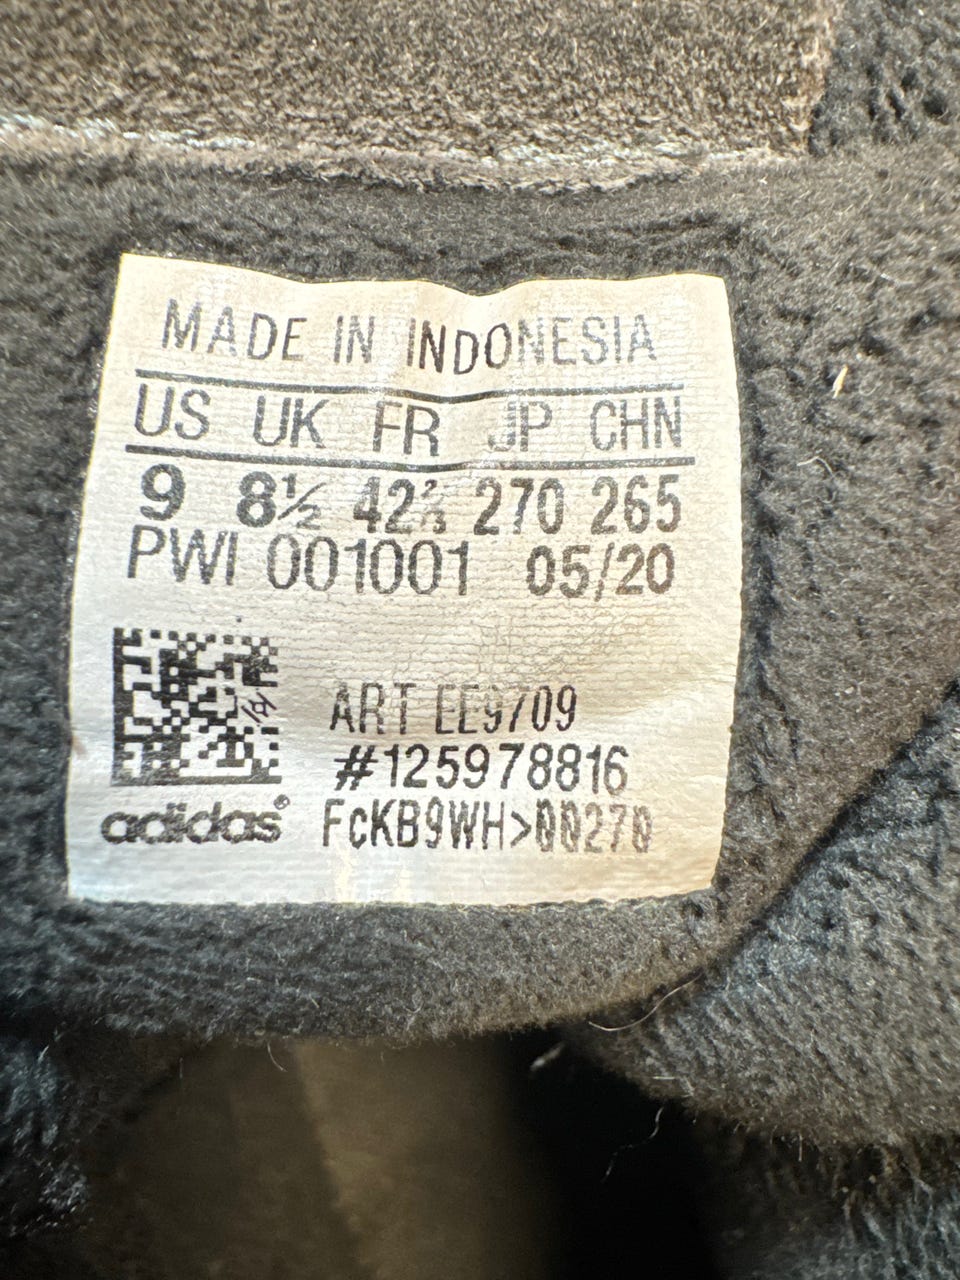 MADE IN INDONESIA
US UK FR JP CHN
9 8½ 42⅔ 270 265
PWI 001001 05/20
ART EE9709
#125978816
adidas® FcKB9WH>00270